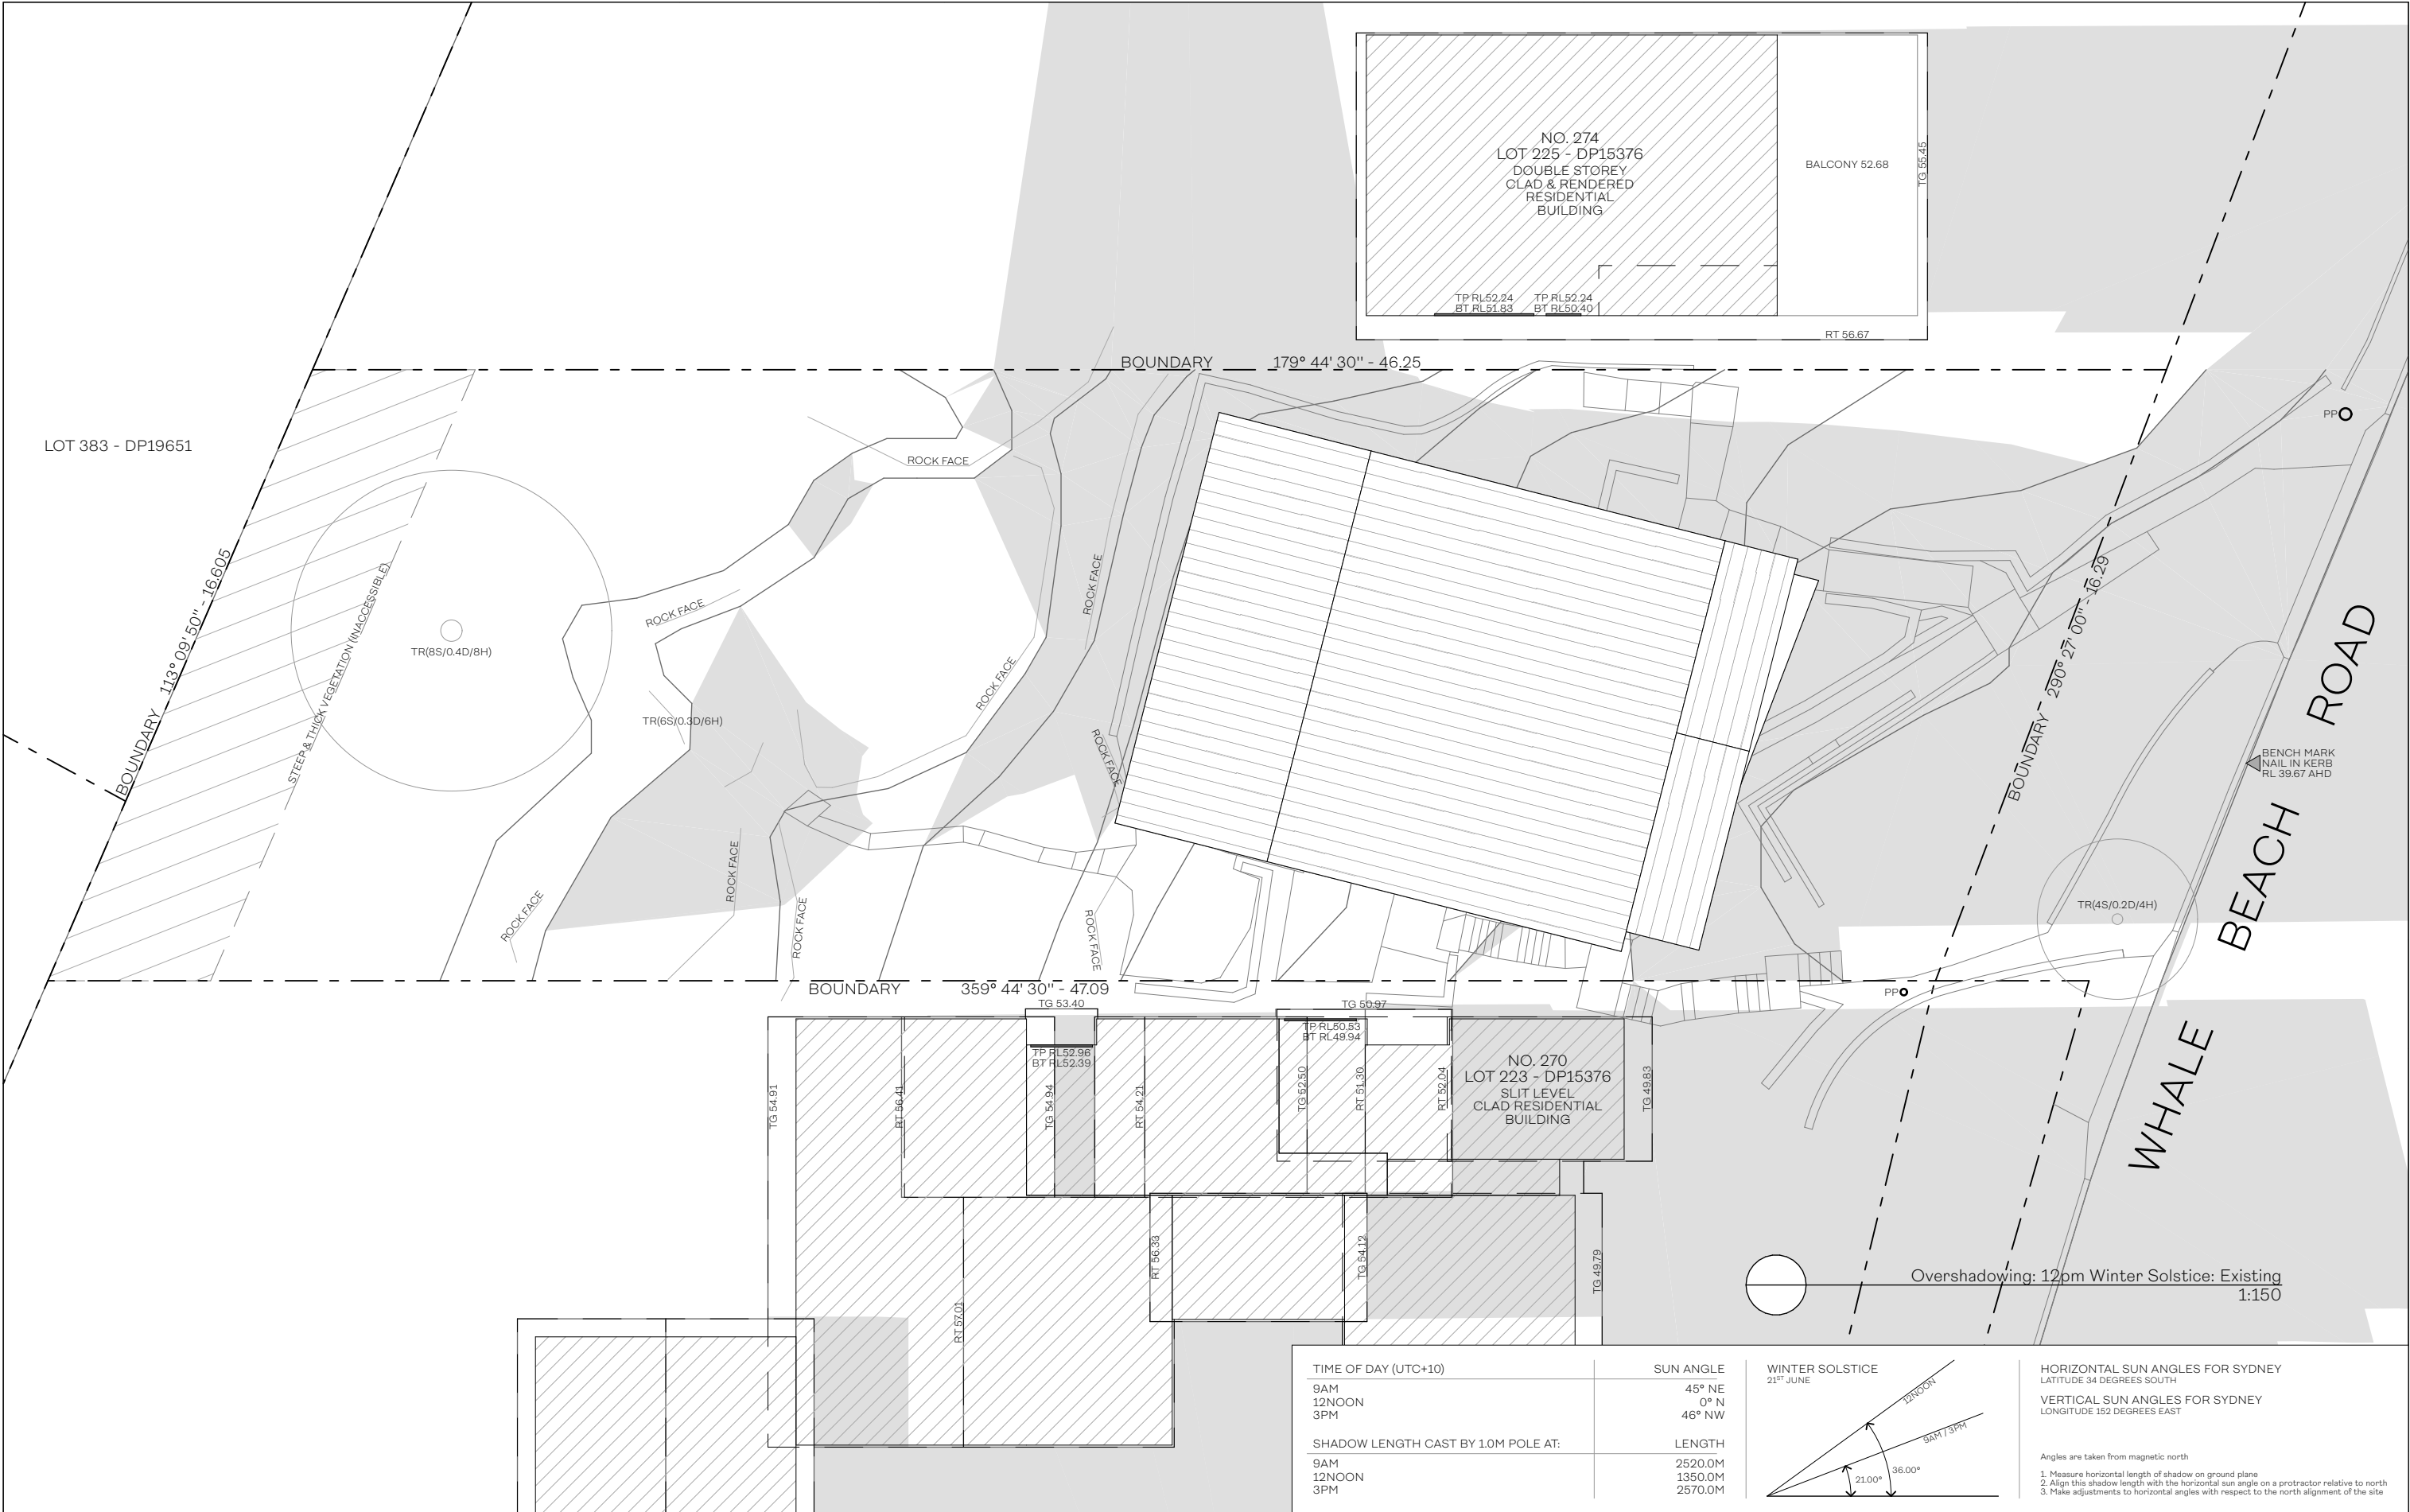 NO. 274
LOT 225 - DP15376
DOUBLE STOREY
CLAD & RENDERED
RESIDENTIAL
BUILDING
BALCONY 52.68
TG 55.45
TP RL52.24
BT RL51.83
TP RL52.24
BT RL50.40
RT 56.67
BOUNDARY 179° 44' 30'' - 46.25
LOT 383 - DP19651
PP
ROCK FACE
ROCK FACE
ROCK FACE
ROCK FACE
ROCK FACE
BOUNDARY 113° 09' 50'' - 16.605
STEEP & THICK VEGETATION (INACCESSIBLE)
TR(8S/0.4D/8H)
TR(6S/0.3D/6H)
BOUNDARY 290° 27' 00'' - 16.29
BENCH MARK
NAIL IN KERB
RL 39.67 AHD
WHALE BEACH ROAD
TR(4S/0.2D/4H)
ROCK FACE
ROCK FACE
ROCK FACE
ROCK FACE
BOUNDARY 359° 44' 30'' - 47.09
PP
TG 53.40
TG 50.97
TP RL52.96
BT RL52.39
TP RL50.53
BT RL49.94
NO. 270
LOT 223 - DP15376
SLIT LEVEL
CLAD RESIDENTIAL
BUILDING
TG 54.91
RT 56.41
TG 54.94
RT 54.21
TG 52.50
RT 51.30
RT 52.04
TG 49.83
RT 56.33
TG 54.12
TG 49.79
RT 57.01
Overshadowing: 12pm Winter Solstice: Existing
1:150
TIME OF DAY (UTC+10) SUN ANGLE
9AM 45° NE
12NOON 0° N
3PM 46° NW
SHADOW LENGTH CAST BY 1.0M POLE AT: LENGTH
9AM 2520.0M
12NOON 1350.0M
3PM 2570.0M
WINTER SOLSTICE
21ST JUNE
12NOON
9AM / 3PM
36.00°
21.00°
HORIZONTAL SUN ANGLES FOR SYDNEY
LATITUDE 34 DEGREES SOUTH
VERTICAL SUN ANGLES FOR SYDNEY
LONGITUDE 152 DEGREES EAST
Angles are taken from magnetic north
1. Measure horizontal length of shadow on ground plane
2. Align this shadow length with the horizontal sun angle on a protractor relative to north
3. Make adjustments to horizontal angles with respect to the north alignment of the site